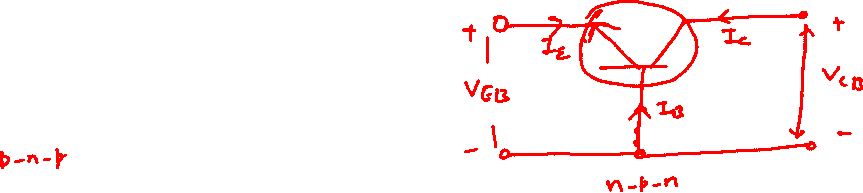 + I_E I_C +
V_EB V_CB
I_B
- -
p-n-p
n-p-n